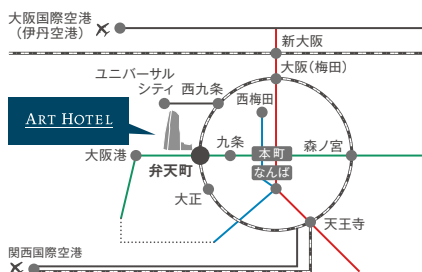 大阪国際空港
(伊丹空港)
新大阪
大阪(梅田)
ユニバーサル
シティ
西九条
西梅田
ART HOTEL
大阪港
弁天町
九条
本町
なんば
森ノ宮
大正
天王寺
関西国際空港